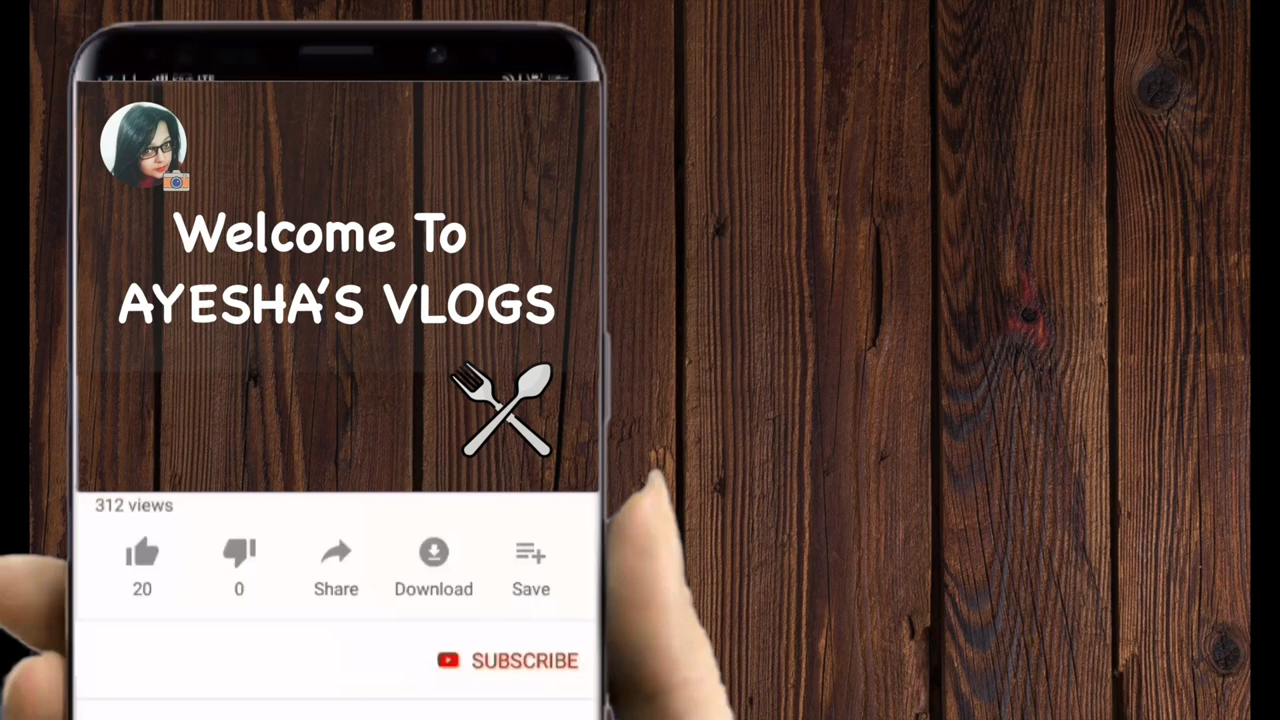 Welcome To
AYESHA'S VLOGS
312 views
20
0
Share
Download
Save
SUBSCRIBE